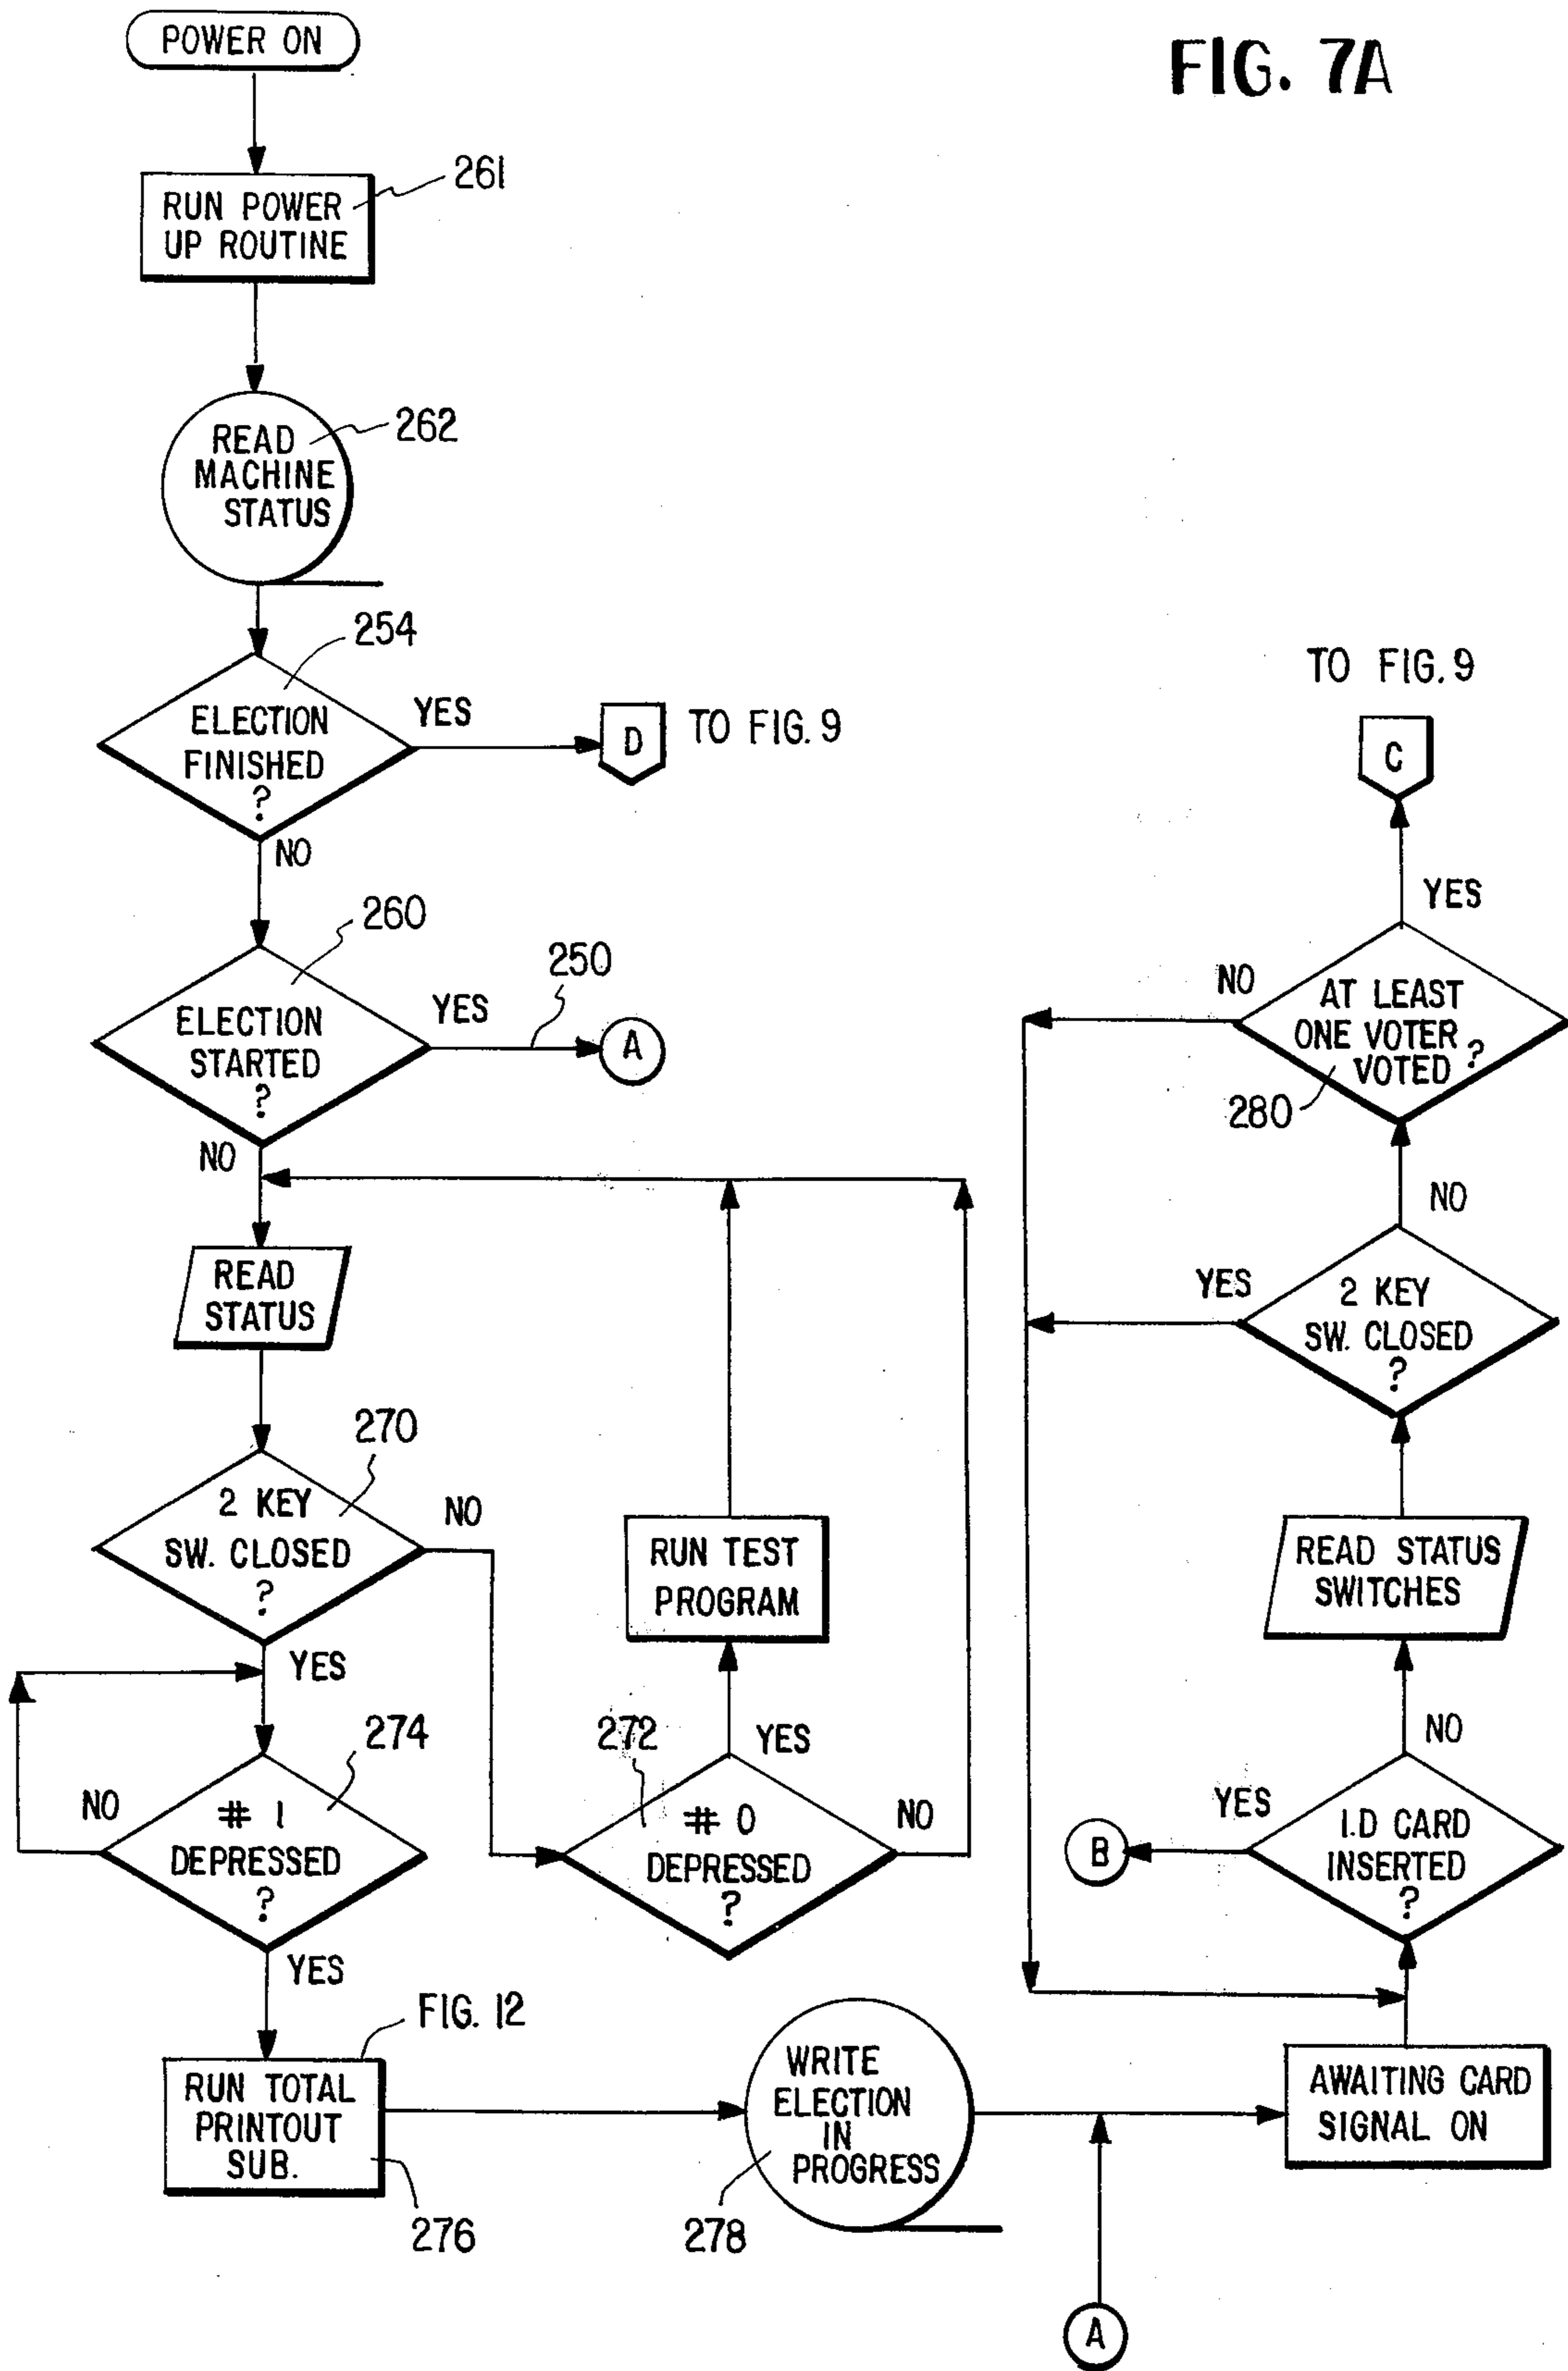 FIG. 7A
POWER ON
261
RUN POWER
UP ROUTINE
262
READ
MACHINE
STATUS
254
ELECTION
FINISHED
?
YES
D
TO FIG. 9
NO
260
ELECTION
STARTED
?
YES
250
A
NO
READ
STATUS
270
2 KEY
SW. CLOSED
?
NO
YES
274
# 1
DEPRESSED
?
NO
YES
RUN TEST
PROGRAM
272
YES
# 0
DEPRESSED
?
NO
FIG. 12
RUN TOTAL
PRINTOUT
SUB.
276
WRITE
ELECTION
IN
PROGRESS
278
A
AWAITING CARD
SIGNAL ON
I.D CARD
INSERTED
?
YES
B
NO
READ STATUS
SWITCHES
2 KEY
SW. CLOSED
?
YES
NO
AT LEAST
ONE VOTER
VOTED ?
280
NO
YES
C
TO FIG. 9